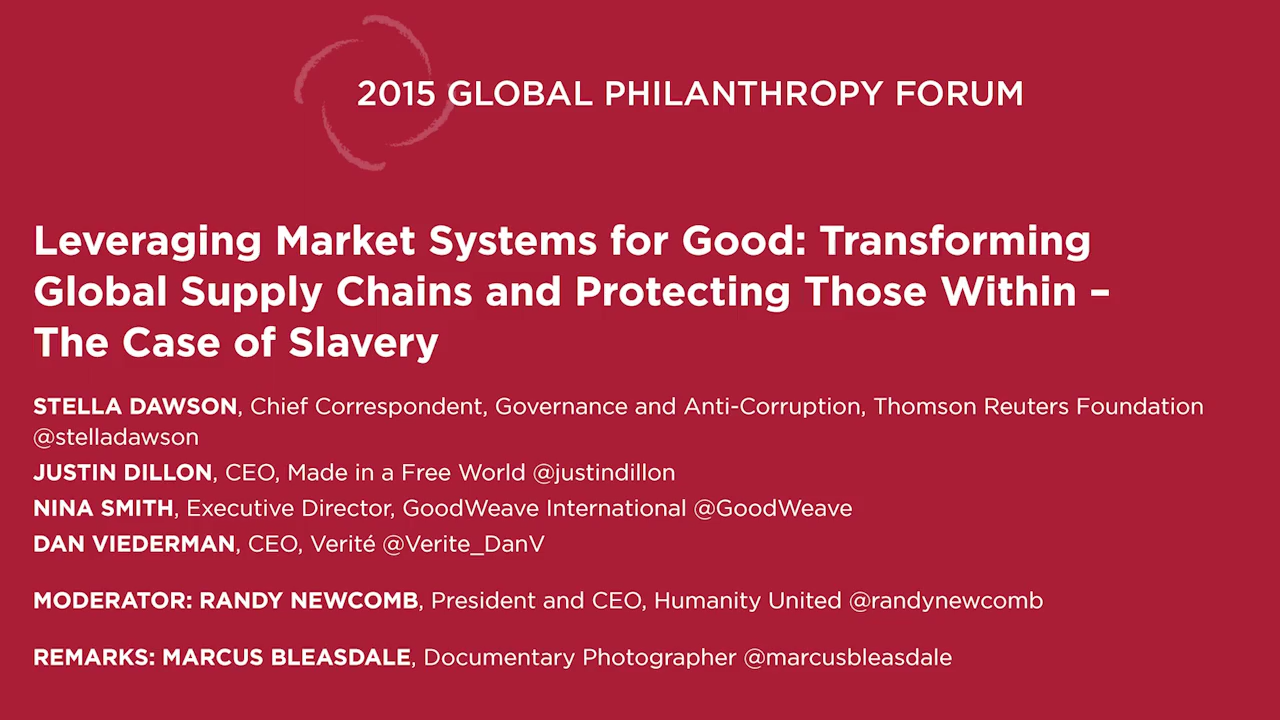 2015 GLOBAL PHILANTHROPY FORUM
Leveraging Market Systems for Good: Transforming
Global Supply Chains and Protecting Those Within –
The Case of Slavery
STELLA DAWSON, Chief Correspondent, Governance and Anti-Corruption, Thomson Reuters Foundation
@stelladawson
JUSTIN DILLON, CEO, Made in a Free World @justindillon
NINA SMITH, Executive Director, GoodWeave International @GoodWeave
DAN VIEDERMAN, CEO, Verité @Verite_DanV
MODERATOR: RANDY NEWCOMB, President and CEO, Humanity United @randynewcomb
REMARKS: MARCUS BLEASDALE, Documentary Photographer @marcusbleasdale